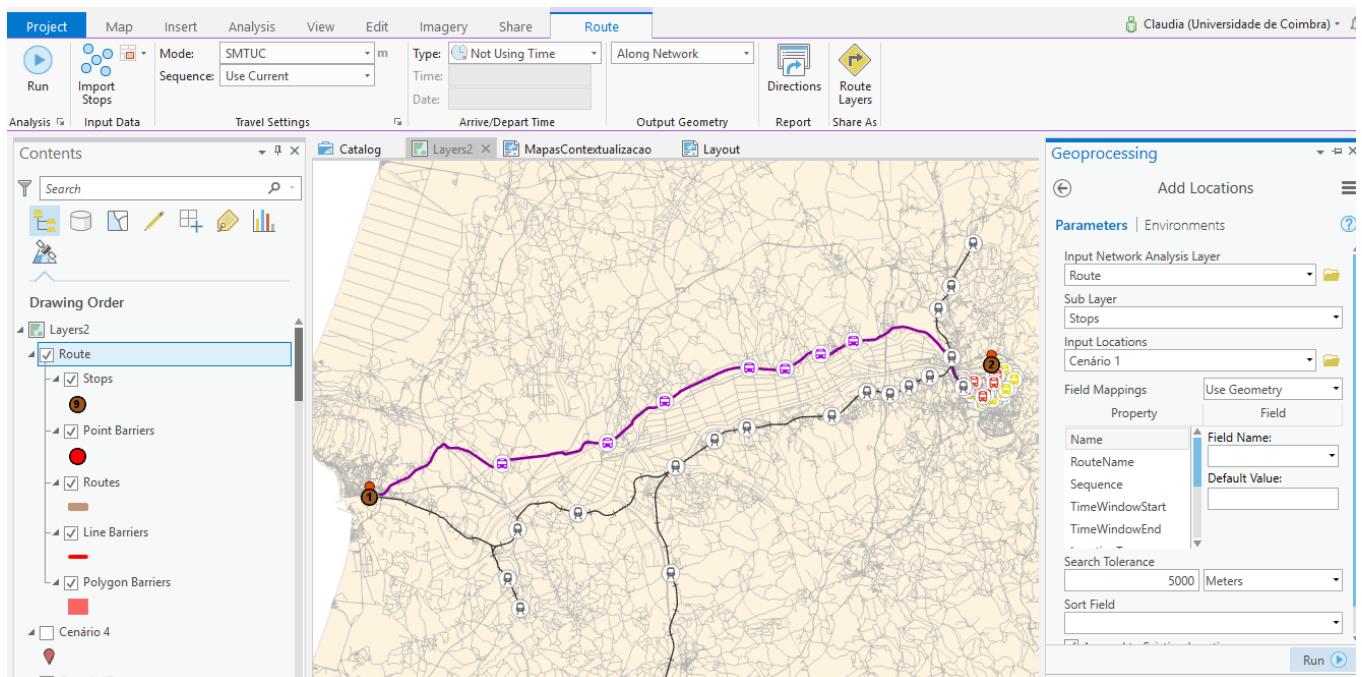 Project Map Insert Analysis View Edit Imagery Share Route Claudia (Universidade de Coimbra)
Run
Import Stops
Mode: SMTUC m
Sequence: Use Current
Type: Not Using Time
Time:
Date:
Along Network
Directions
Route Layers
Analysis Input Data Travel Settings Arrive/Depart Time Output Geometry Report Share As
Contents
Search
Drawing Order
Layers2
Route
Stops
9
Point Barriers
Routes
Line Barriers
Polygon Barriers
Cenário 4
Catalog Layers2 MapasContextualizacao Layout
2
1
Geoprocessing
Add Locations
Parameters Environments
Input Network Analysis Layer
Route
Sub Layer
Stops
Input Locations
Cenário 1
Field Mappings Use Geometry
Property Field
Name Field Name:
RouteName
Sequence Default Value:
TimeWindowStart
TimeWindowEnd
Search Tolerance
5000 Meters
Sort Field
Run